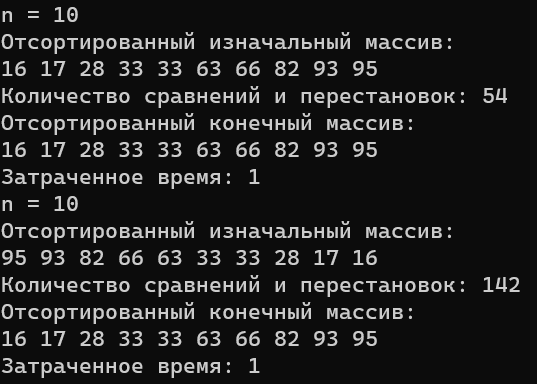 n = 10
Отсортированный изначальный массив:
16 17 28 33 33 63 66 82 93 95
Количество сравнений и перестановок: 54
Отсортированный конечный массив:
16 17 28 33 33 63 66 82 93 95
Затраченное время: 1
n = 10
Отсортированный изначальный массив:
95 93 82 66 63 33 33 28 17 16
Количество сравнений и перестановок: 142
Отсортированный конечный массив:
16 17 28 33 33 63 66 82 93 95
Затраченное время: 1